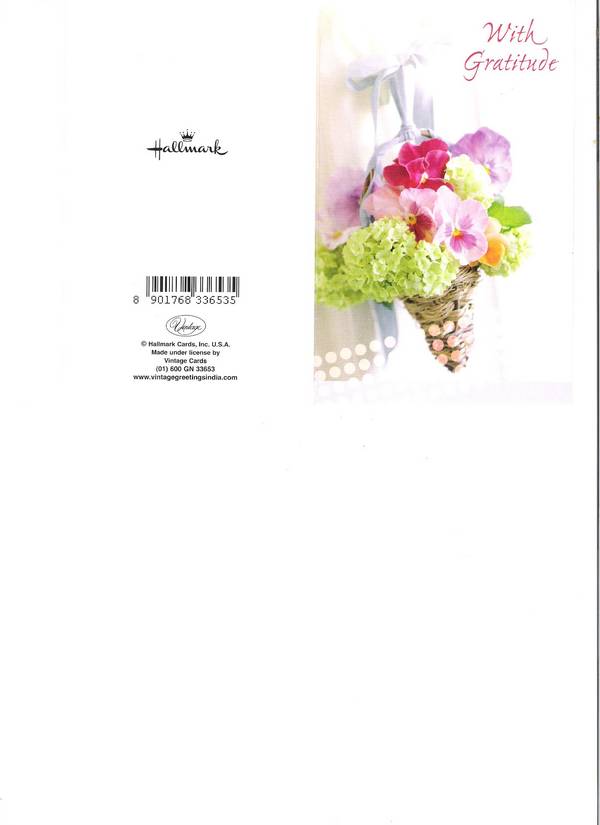 With
Gratitude
Hallmark
8 901768 336535
Vintage
© Hallmark Cards, Inc. U.S.A.
Made under license by
Vintage Cards
(01) 600 GN 33653
www.vintagegreetingsindia.com